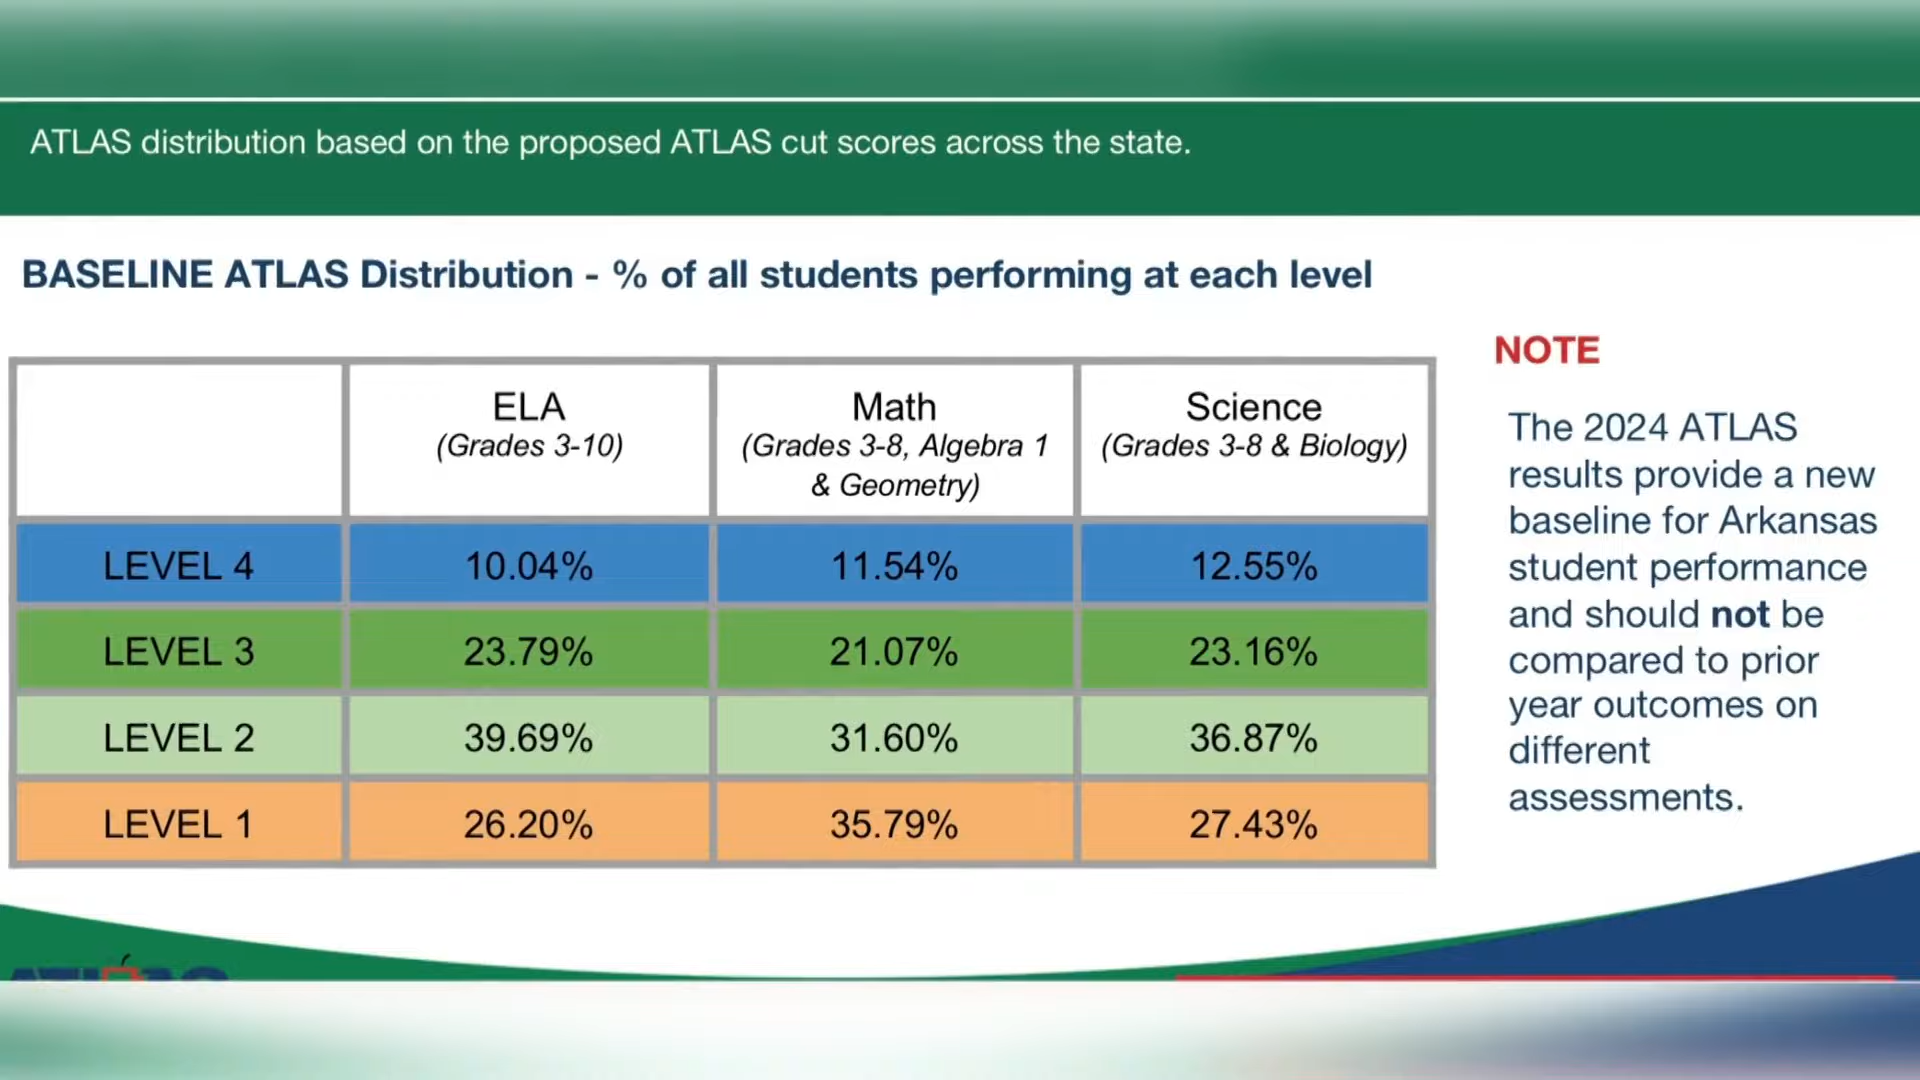 ATLAS distribution based on the proposed ATLAS cut scores across the state.
BASELINE ATLAS Distribution - % of all students performing at each level
NOTE
The 2024 ATLAS
results provide a new
baseline for Arkansas
student performance
and should not be
compared to prior
year outcomes on
different
assessments.
ELA Math Science
(Grades 3-10) (Grades 3-8, Algebra 1 (Grades 3-8 & Biology)
& Geometry)
LEVEL 4 10.04% 11.54% 12.55%
LEVEL 3 23.79% 21.07% 23.16%
LEVEL 2 39.69% 31.60% 36.87%
LEVEL 1 26.20% 35.79% 27.43%